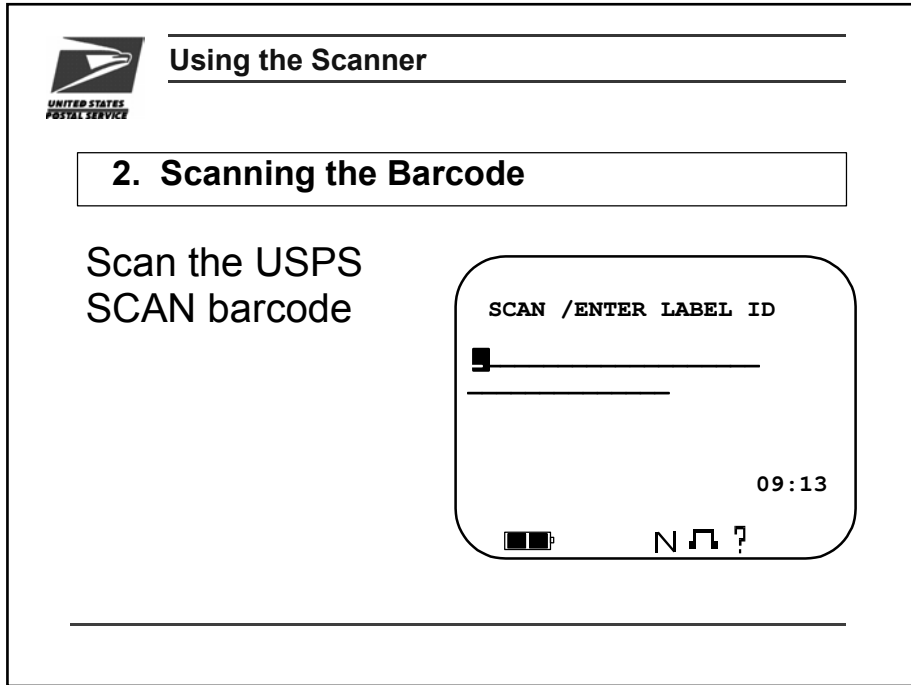 Using the Scanner
UNITED STATES
POSTAL SERVICE
2. Scanning the Barcode
Scan the USPS
SCAN barcode
SCAN /ENTER LABEL ID
09:13
N ?